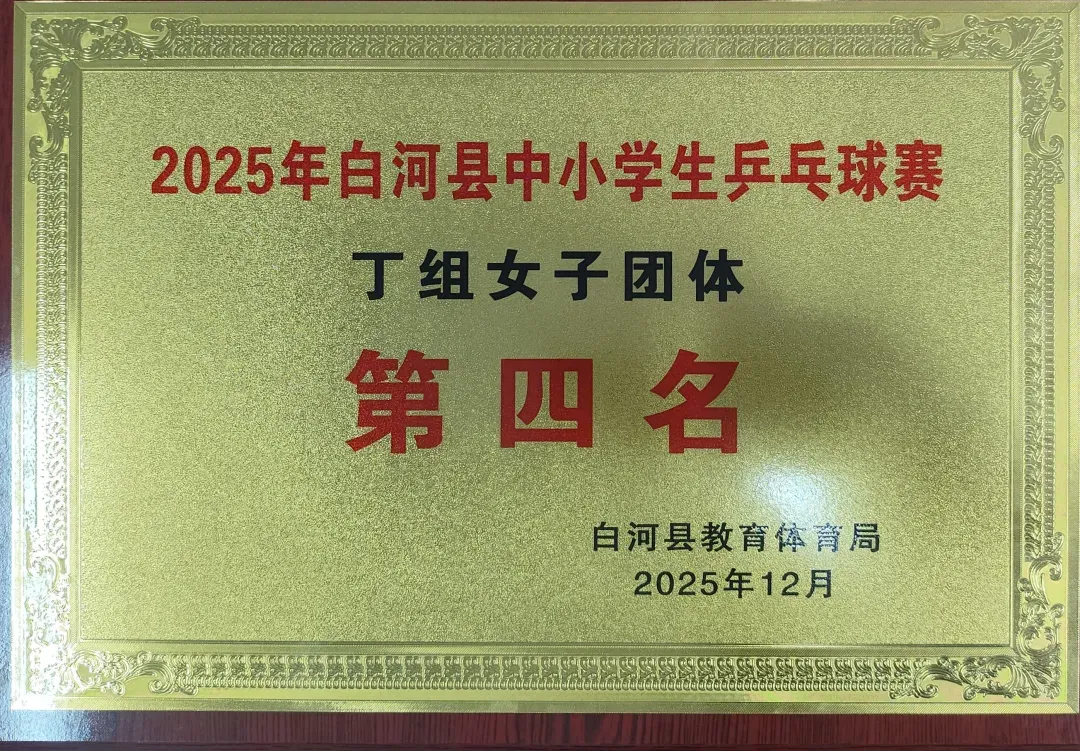 2025年白河县中小学生乒乓球赛
丁组女子团体
第四名
白河县教育体育局
2025年12月